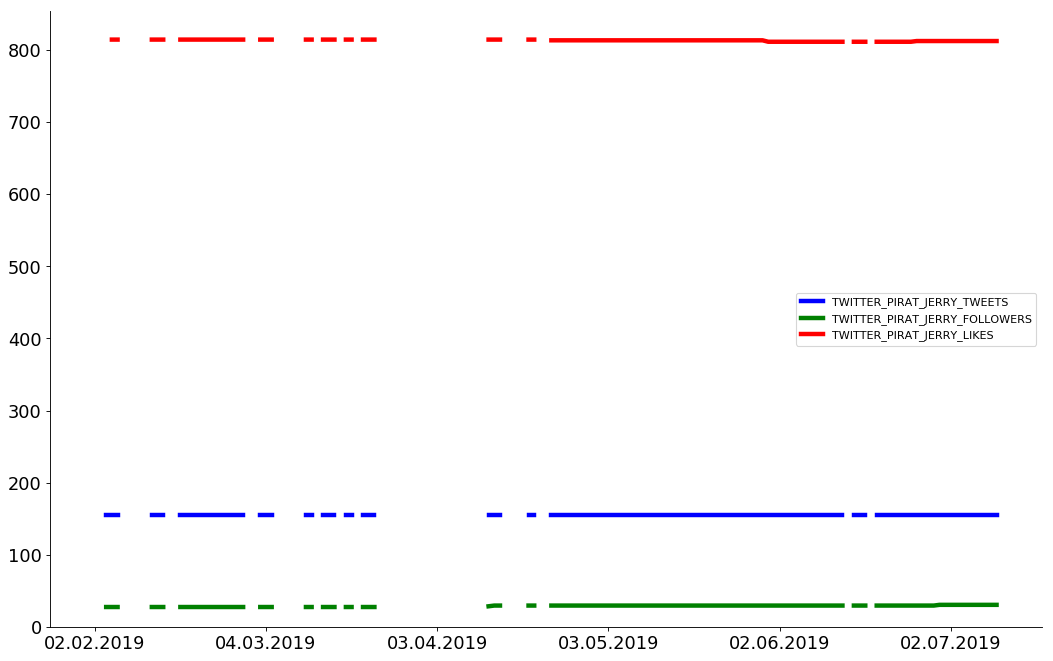 800
700
600
500
400
300
200
100
0
TWITTER_PIRAT_JERRY_TWEETS
TWITTER_PIRAT_JERRY_FOLLOWERS
TWITTER_PIRAT_JERRY_LIKES
02.02.2019 04.03.2019 03.04.2019 03.05.2019 02.06.2019 02.07.2019